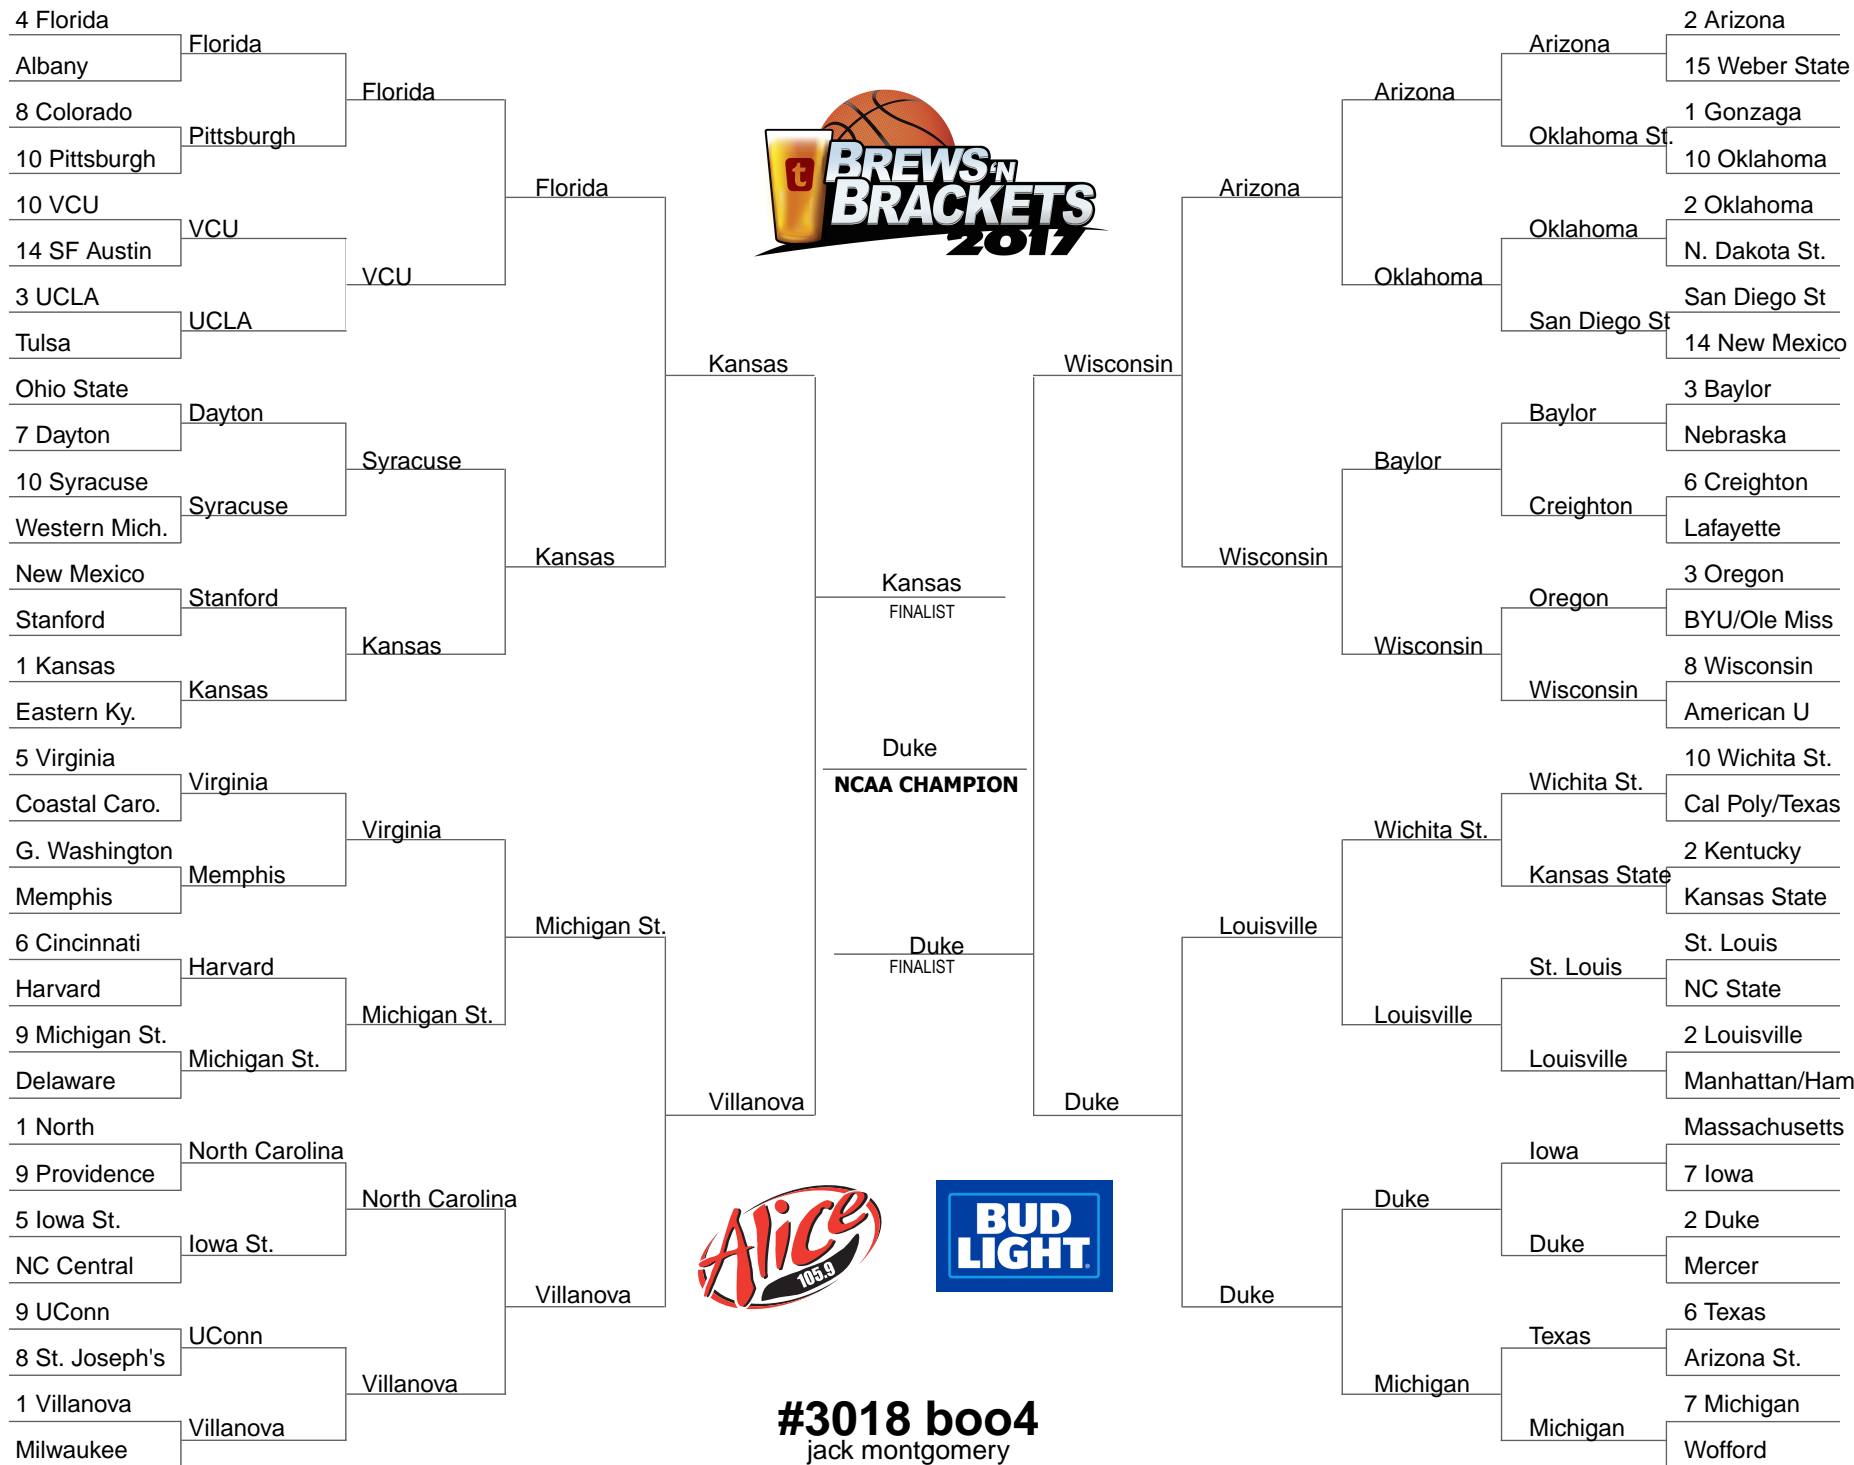 4 Florida
Albany
8 Colorado
10 Pittsburgh
10 VCU
14 SF Austin
3 UCLA
Tulsa
Ohio State
7 Dayton
10 Syracuse
Western Mich.
New Mexico
Stanford
1 Kansas
Eastern Ky.
5 Virginia
Coastal Caro.
G. Washington
Memphis
6 Cincinnati
Harvard
9 Michigan St.
Delaware
1 North
9 Providence
5 Iowa St.
NC Central
9 UConn
8 St. Joseph's
1 Villanova
Milwaukee
Florida
Pittsburgh
VCU
UCLA
Dayton
Syracuse
Stanford
Kansas
Virginia
Memphis
Harvard
Michigan St.
North Carolina
Iowa St.
UConn
Villanova
Florida
VCU
Syracuse
Kansas
Virginia
Michigan St.
North Carolina
Villanova
Florida
Kansas
Michigan St.
Villanova
Kansas
Villanova
t
BREWS 'N
BRACKETS
2017
Kansas
FINALIST
Duke
NCAA CHAMPION
Duke
FINALIST
Alice
105.9
BUD
LIGHT
#3018 boo4
jack montgomery
Wisconsin
Duke
Arizona
Wisconsin
Louisville
Duke
Arizona
Oklahoma
Baylor
Wisconsin
Wichita St.
Louisville
Duke
Michigan
Arizona
Oklahoma St.
Oklahoma
San Diego St
Baylor
Creighton
Oregon
Wisconsin
Wichita St.
Kansas State
St. Louis
Louisville
Iowa
Duke
Texas
Michigan
2 Arizona
15 Weber State
1 Gonzaga
10 Oklahoma
2 Oklahoma
N. Dakota St.
San Diego St
14 New Mexico
3 Baylor
Nebraska
6 Creighton
Lafayette
3 Oregon
BYU/Ole Miss
8 Wisconsin
American U
10 Wichita St.
Cal Poly/Texas
2 Kentucky
Kansas State
St. Louis
NC State
2 Louisville
Manhattan/Ham
Massachusetts
7 Iowa
2 Duke
Mercer
6 Texas
Arizona St.
7 Michigan
Wofford